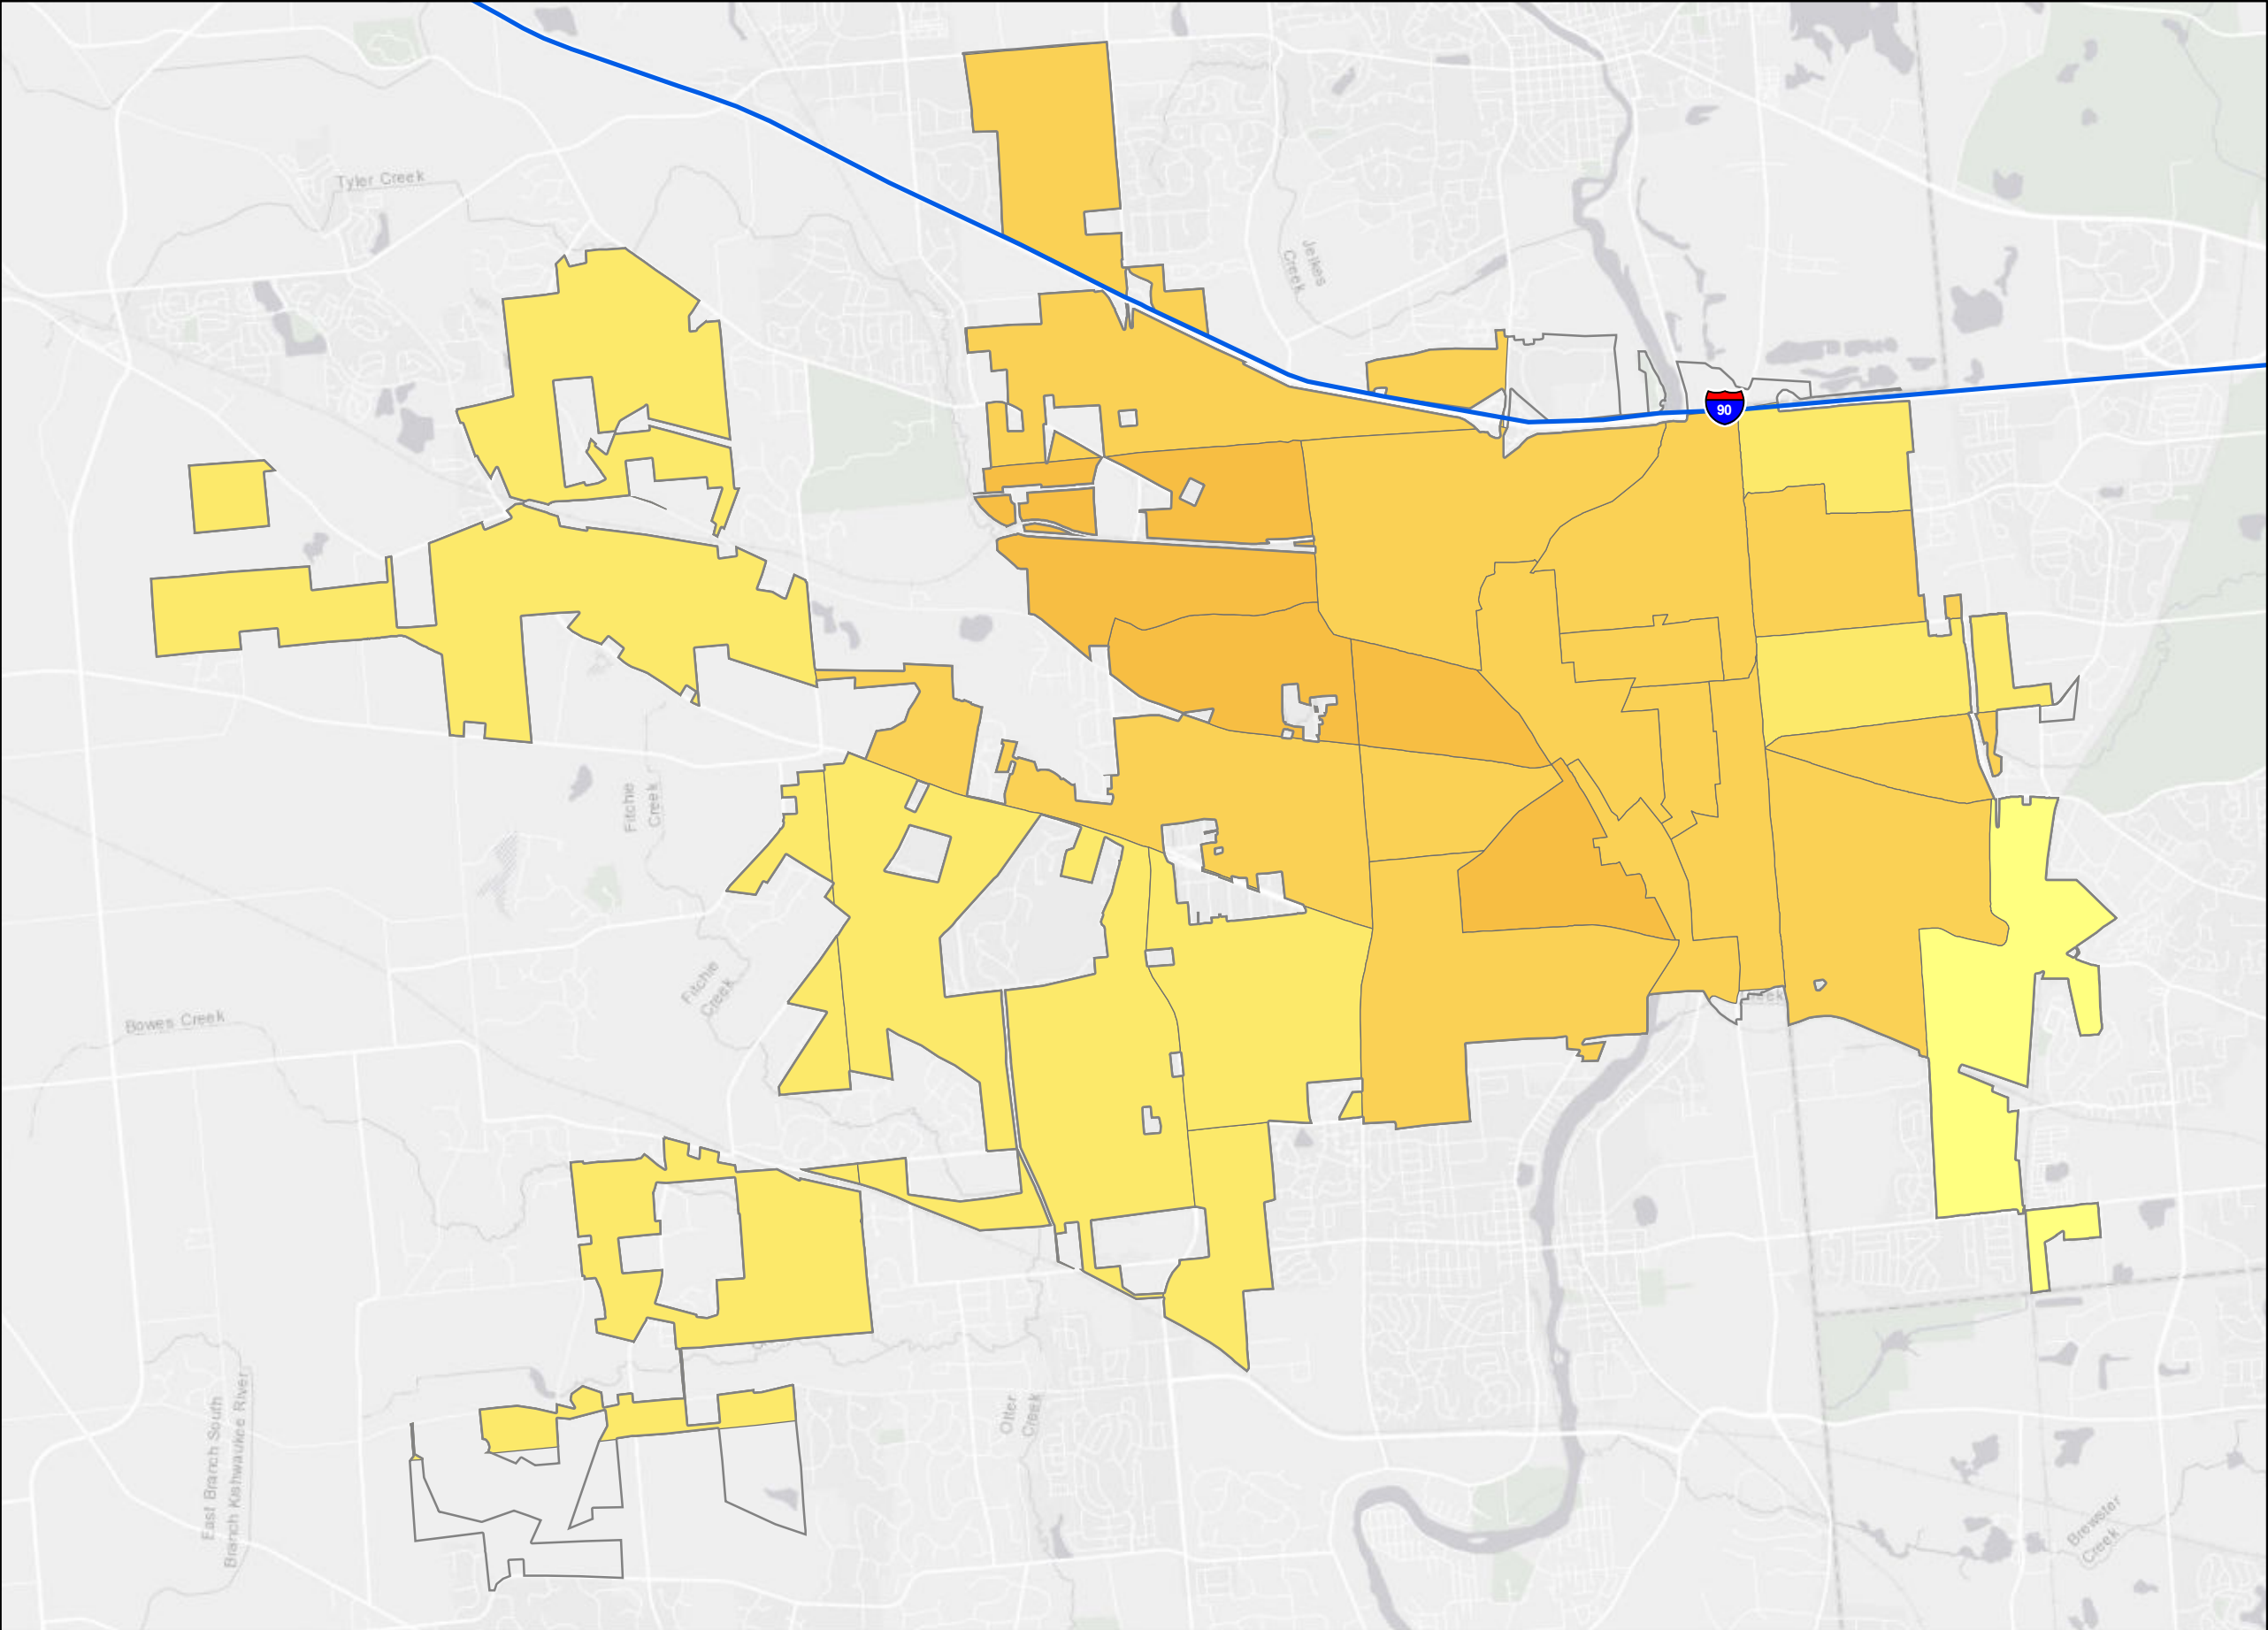 Tyler Creek
Jelkes
Creek
90
Fitchie
Creek
Fitchie
Creek
Bowes Creek
Creek
East Branch South
Branch Kishwaukee River
Otter
Creek
Brewster
Creek